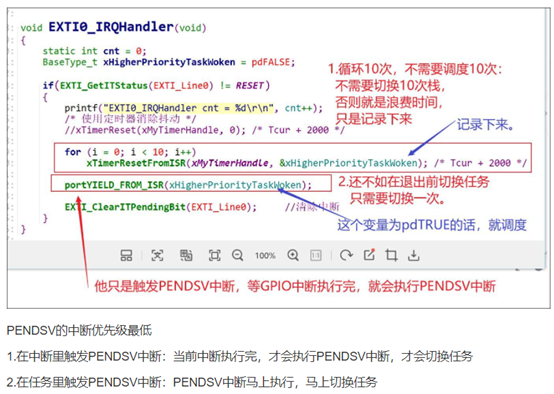 void EXTI0_IRQHandler(void)
{
static int cnt = 0;
BaseType_t xHigherPriorityTaskWoken = pdFALSE;
1.循环10次，不需要调度10次：
不需要切换10次栈，
否则就是浪费时间，
只是记录下来
if(EXTI_GetITStatus(EXTI_Line0) != RESET)
{
printf("EXTI0_IRQHandler cnt = %d\r\n", cnt++);
/* 使用定时器消除抖动 */
//xTimerReset(xMyTimerHandle, 0); /* Tcur + 2000 */
记录下来。
for (i = 0; i < 10; i++)
xTimerResetFromISR(xMyTimerHandle, &xHigherPriorityTaskWoken); /* Tcur + 2000 */
portYIELD_FROM_ISR(xHigherPriorityTaskWoken);
2.还不如在退出前切换任务
只需要切换一次。
EXTI_ClearITPendingBit(EXTI_Line0); //清除中断
这个变量为pdTRUE的话，就调度
}
}
100%
1:1
他只是触发PENDSV中断，等GPIO中断执行完，就会执行PENDSV中断
PENDSV的中断优先级最低
1.在中断里触发PENDSV中断：当前中断执行完，才会执行PENDSV中断，才会切换任务
2.在任务里触发PENDSV中断：PENDSV中断马上执行，马上切换任务